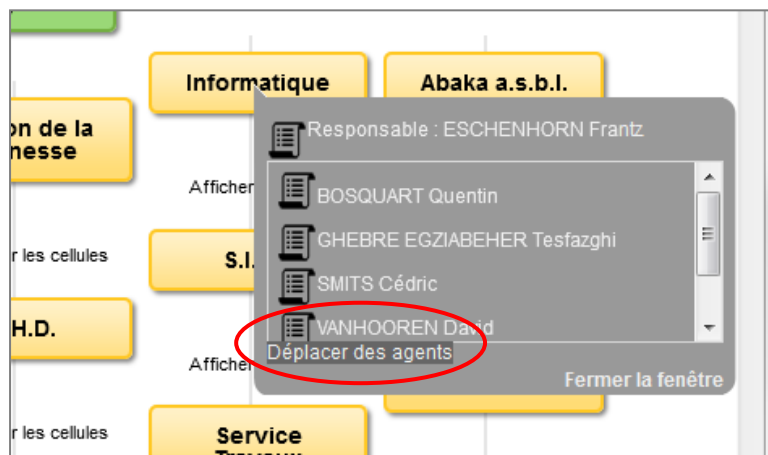 Informatique
Abaka a.s.b.l.
on de la
nesse
Responsable : ESCHENHORN Frantz
Afficher
BOSQUART Quentin
GHEBRE EGZIABEHER Tesfazghi
r les cellules
S.I.
SMITS Cédric
H.D.
VANHOOREN David
Déplacer des agents
Afficher
Fermer la fenêtre
r les cellules
Service
Travaux